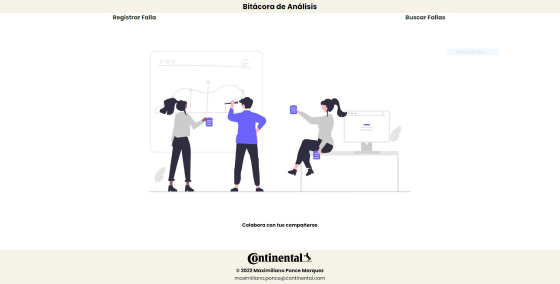 Bitácora de Análisis
Registrar Falla
Buscar Fallas
Colabora con tus compañeros
Continental
© 2022 Maximiliano Ponce Marquez
maximiliano.ponce@continental.com